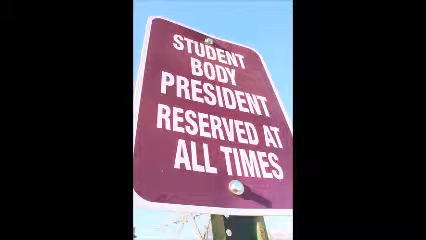 STUDENT
BODY
PRESIDENT
RESERVED AT
ALL TIMES